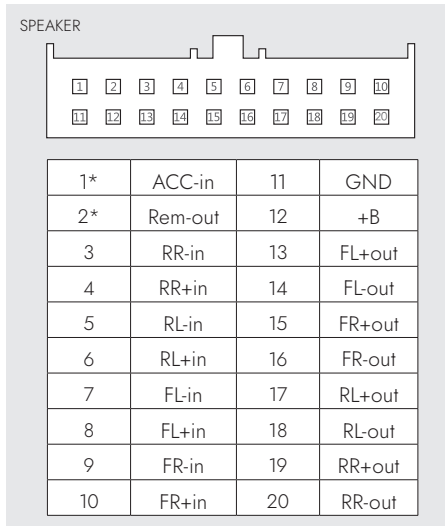 SPEAKER
1 2 3 4 5 6 7 8 9 10
11 12 13 14 15 16 17 18 19 20
1* ACC-in 11 GND
2* Rem-out 12 +B
3 RR-in 13 FL+out
4 RR+in 14 FL-out
5 RL-in 15 FR+out
6 RL+in 16 FR-out
7 FL-in 17 RL+out
8 FL+in 18 RL-out
9 FR-in 19 RR+out
10 FR+in 20 RR-out